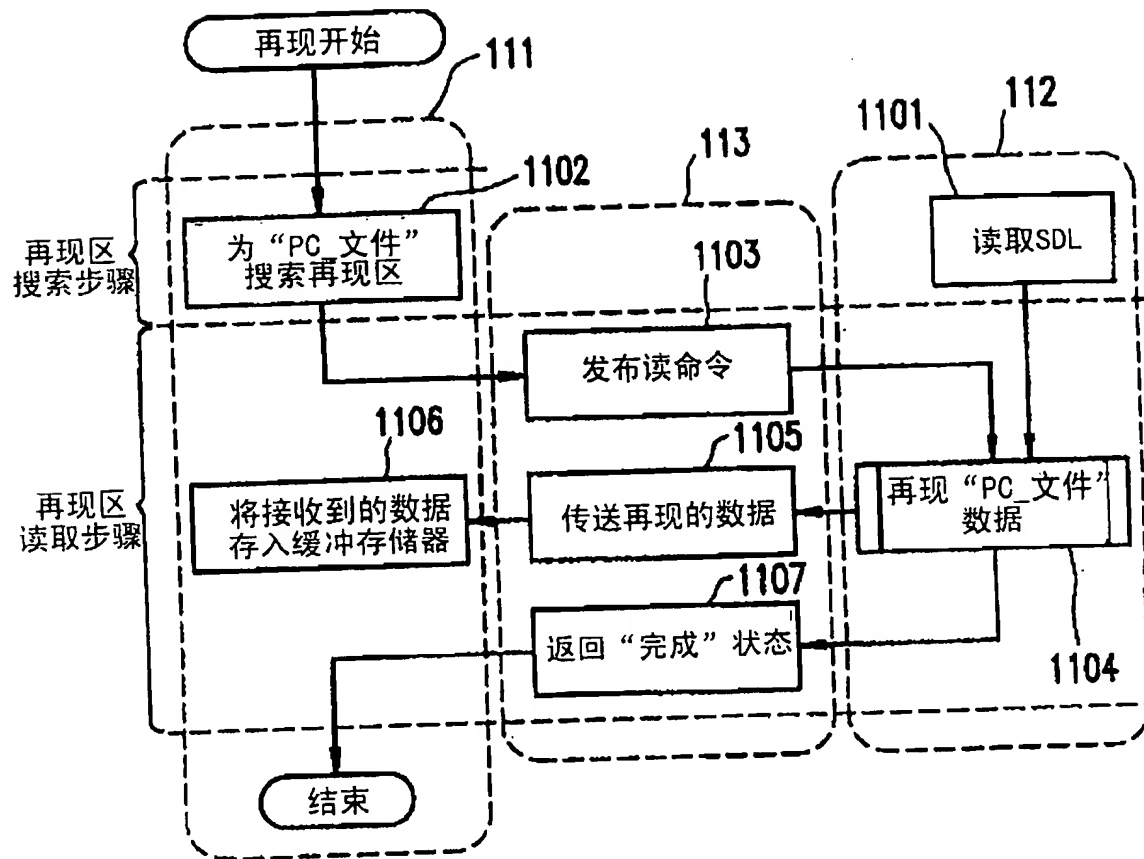 再现开始
111
112
1101
113
1102
再现区
搜索步骤
为“PC_文件”
搜索再现区
1103
读取SDL
发布读命令
1106
1105
再现区
读取步骤
将接收到的数据
存入缓冲存储器
传送再现的数据
再现“PC_文件”
数据
1107
返回“完成”状态
1104
结束